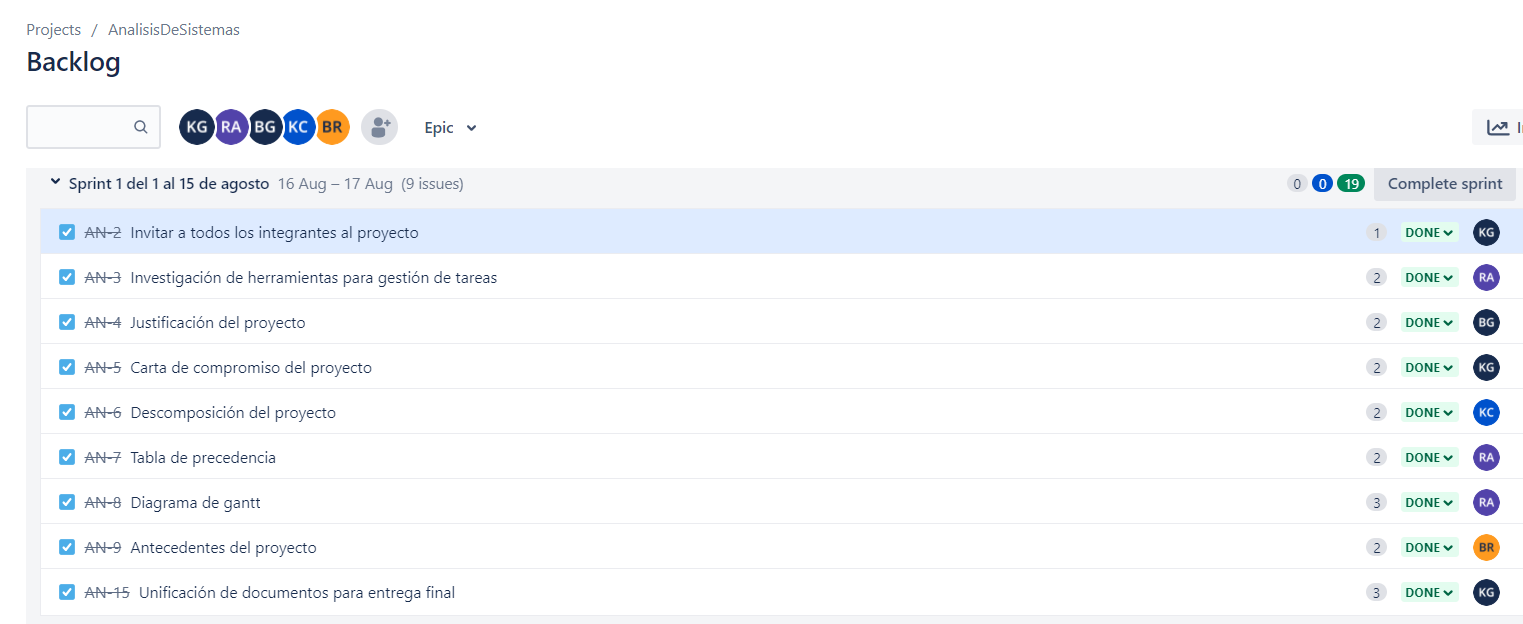 Projects / AnalisisDeSistemas
Backlog
KG RA BG KC BR Epic
Sprint 1 del 1 al 15 de agosto 16 Aug – 17 Aug (9 issues) 0 0 19 Complete sprint
AN-2 Invitar a todos los integrantes al proyecto 1 DONE KG
AN-3 Investigación de herramientas para gestión de tareas 2 DONE RA
AN-4 Justificación del proyecto 2 DONE BG
AN-5 Carta de compromiso del proyecto 2 DONE KG
AN-6 Descomposición del proyecto 2 DONE KC
AN-7 Tabla de precedencia 2 DONE RA
AN-8 Diagrama de gantt 3 DONE RA
AN-9 Antecedentes del proyecto 2 DONE BR
AN-15 Unificación de documentos para entrega final 3 DONE KG